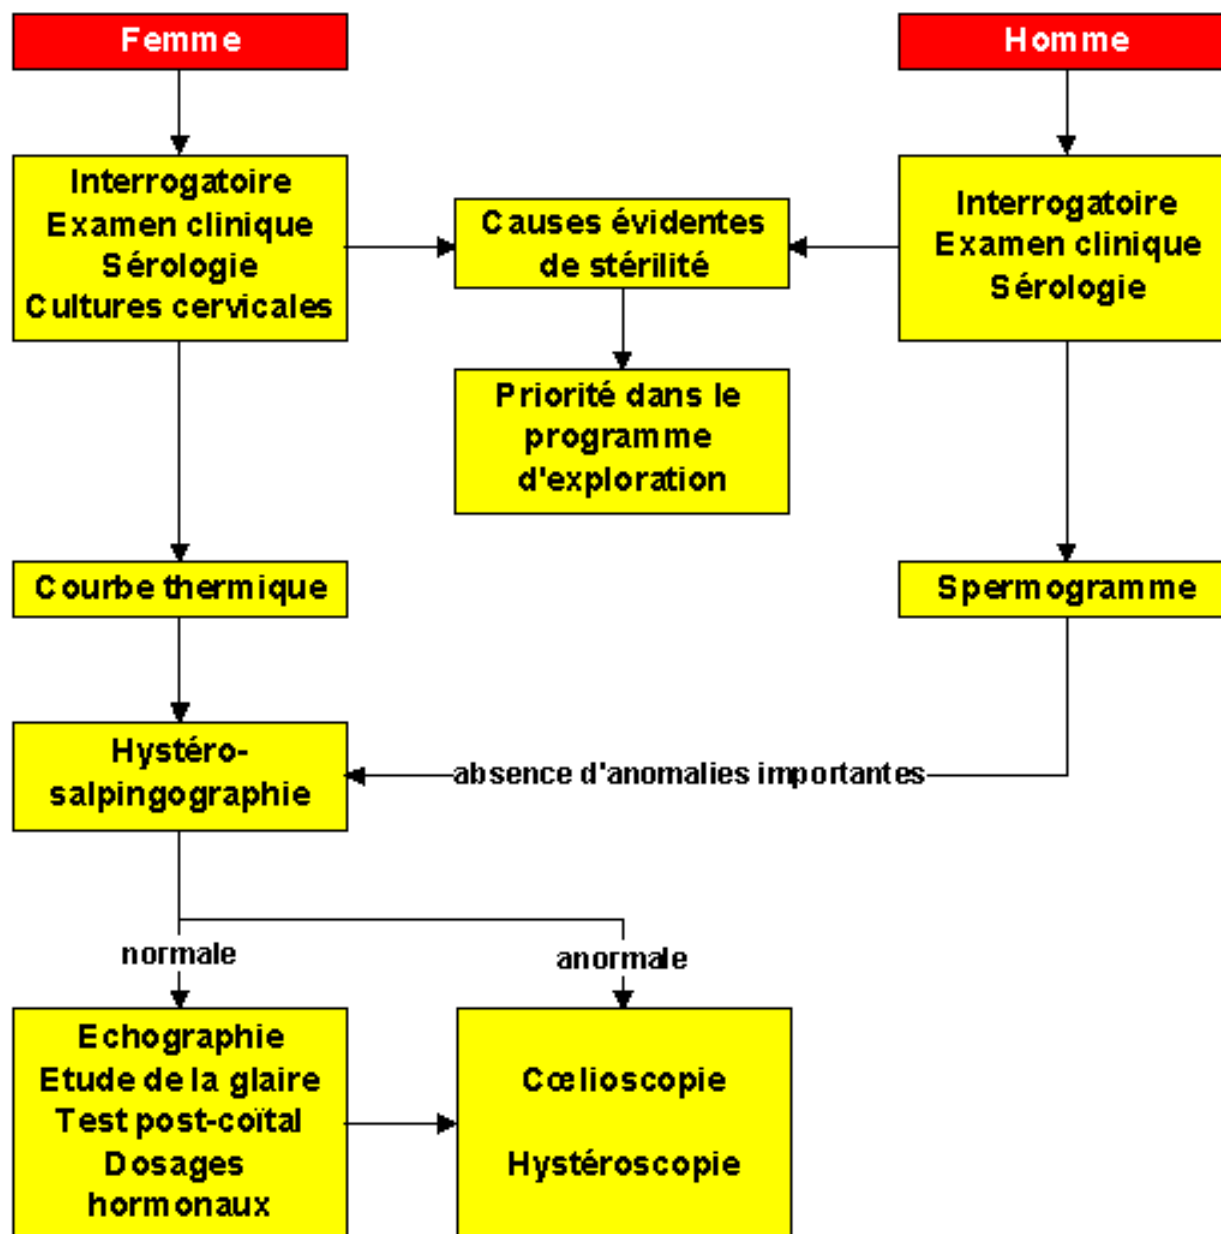 Femme
Homme
Interrogatoire
Examen clinique
Sérologie
Cultures cervicales
Causes évidentes
de stérilité
Interrogatoire
Examen clinique
Sérologie
Priorité dans le
programme
d'exploration
Courbe thermique
Spermogramme
Hystéro-
salpingographie
absence d'anomalies importantes
normale
anormale
Echographie
Etude de la glaire
Test post-coïtal
Dosages
hormonaux
Cœlioscopie
Hystéroscopie